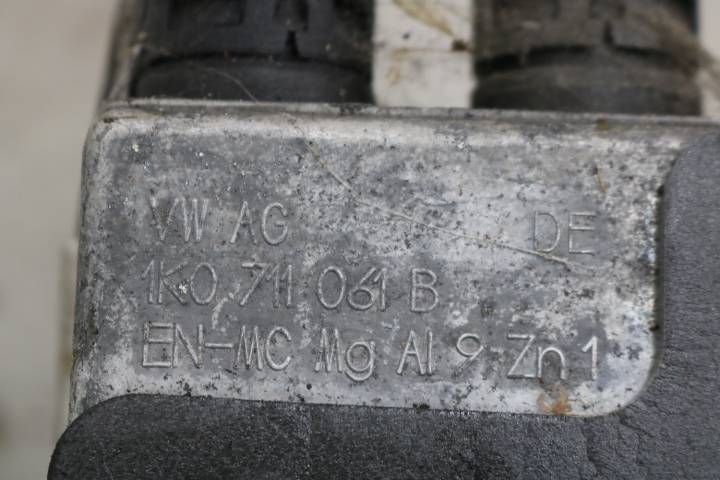 VW AG DE
1K0 711 061 B
EN-MC Mg Al 9 Zn 1